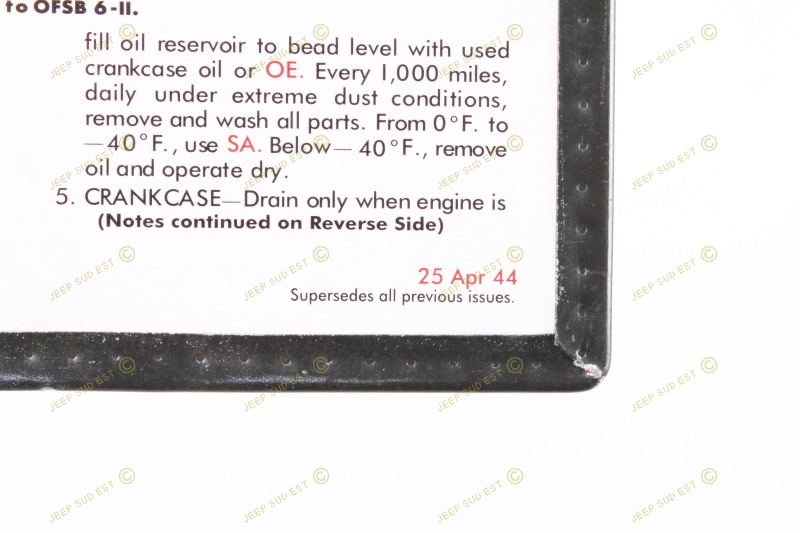 to OFSB 6-II.
fill oil reservoir to bead level with used
crankcase oil or OE. Every 1,000 miles,
daily under extreme dust conditions,
remove and wash all parts. From 0°F. to
—40°F., use SA. Below—40°F., remove
oil and operate dry.
5. CRANKCASE—Drain only when engine is
(Notes continued on Reverse Side)
25 Apr 44
Supersedes all previous issues.
JEEP SUD EST ©